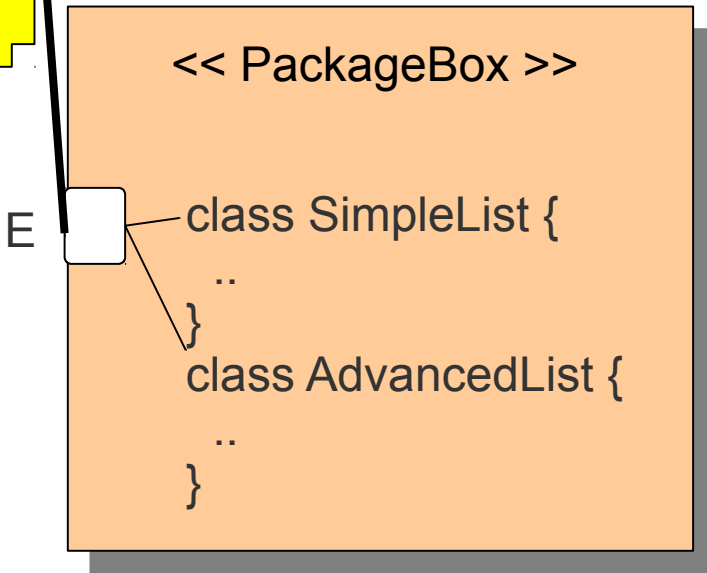 << PackageBox >>
E
class SimpleList {
..
}
class AdvancedList {
..
}